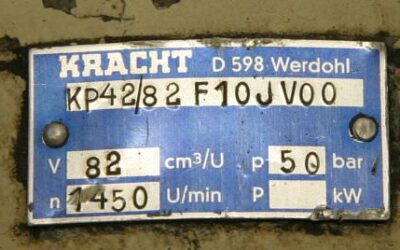 KRACHT D 598 Werdohl
KP42/82 F10JV00
V 82 cm³/U p 50 bar
n 1450 U/min P kW